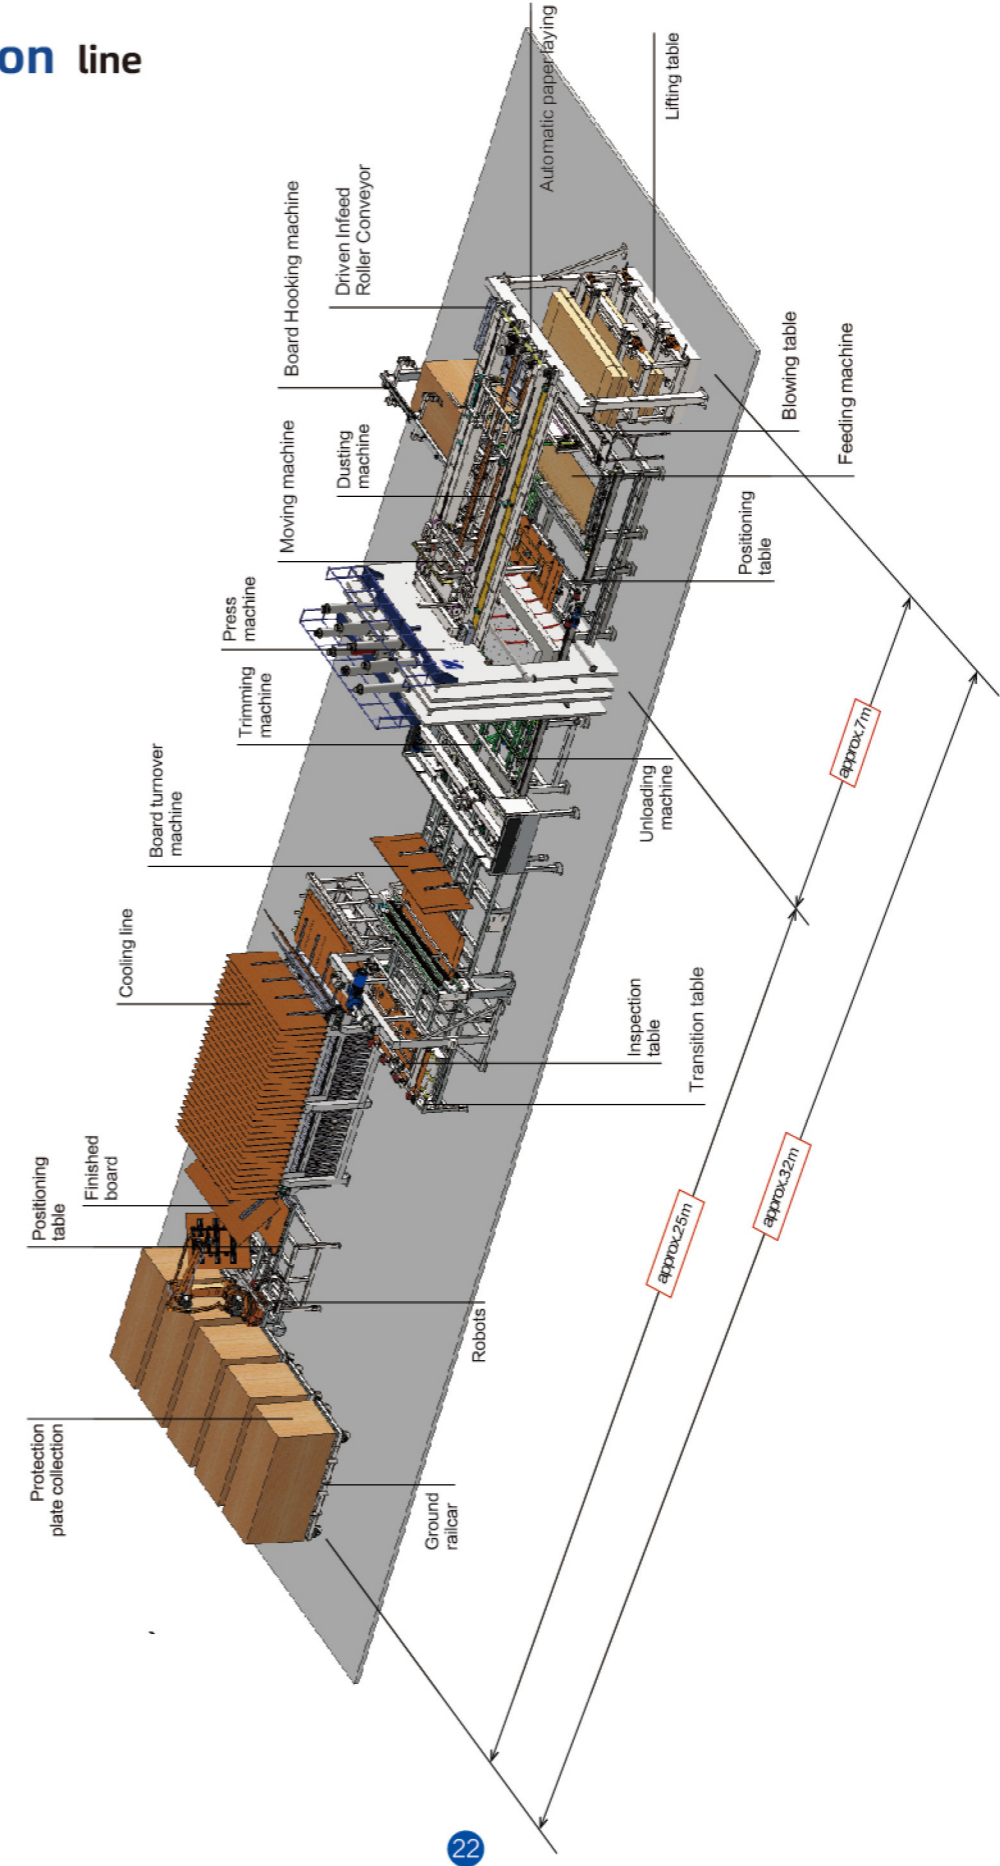 on line
Automatic paper laying
Lifting table
Board Hooking machine
Driven Infeed
Roller Conveyor
Moving machine
Dusting
machine
Blowing table
Feeding machine
Positioning
table
Press
machine
Trimming
machine
Unloading
machine
Board turnover
machine
Cooling line
Inspection
table
Transition table
Positioning
table
Finished
board
Robots
Protection
plate collection
Ground
railcar
approx.7m
approx.25m
approx.32m
22